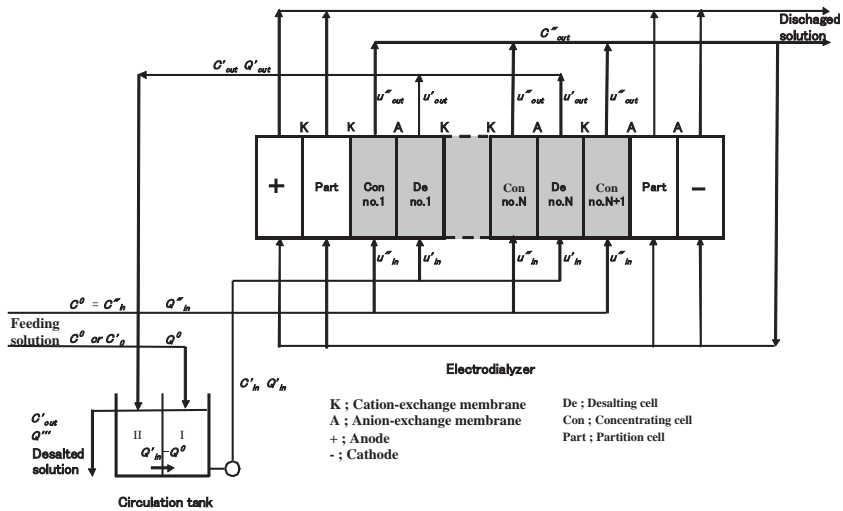 Dischaged
solution
C″out
C′out Q′out
u″out u′out u″out u′out u″out
K K A K K A K A A
+ Part Con no.1 De no.1 Con no.N De no.N Con no.N+1 Part −
u″in u′in u″in u′in u″in
C⁰ = C″in Q″in
Feeding
solution C⁰ or C′₀ Q⁰
Electrodialyzer
C′in Q′in
K ; Cation-exchange membrane
A ; Anion-exchange membrane
+ ; Anode
- ; Cathode
De ; Desalting cell
Con ; Concentrating cell
Part ; Partition cell
C′out
Q‴
Desalted
solution
II I
Q′in−Q⁰
Circulation tank